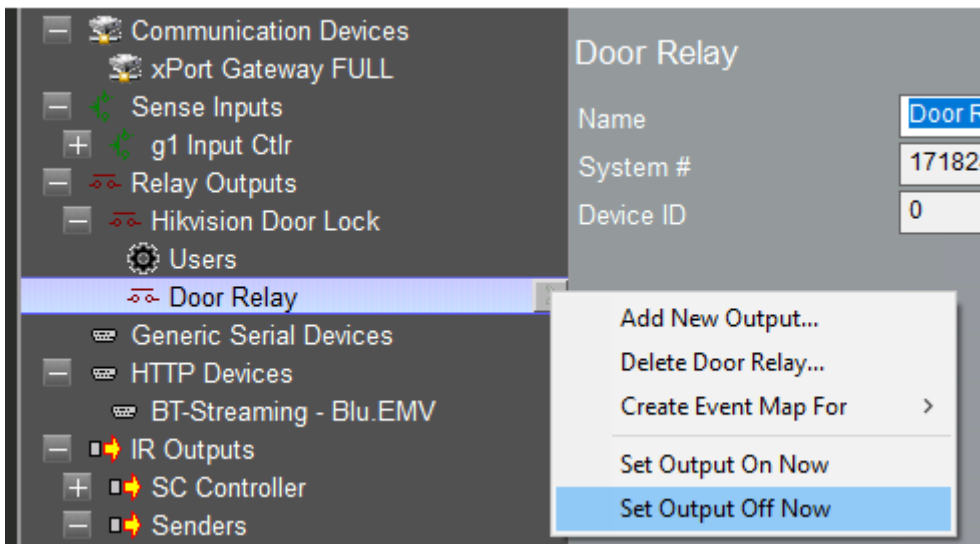 Communication Devices
xPort Gateway FULL
Sense Inputs
g1 Input Ctlr
Relay Outputs
Hikvision Door Lock
Users
Door Relay
Generic Serial Devices
HTTP Devices
BT-Streaming - Blu.EMV
IR Outputs
SC Controller
Senders
Door Relay
Name
Door R
System #
17182
Device ID
0
Add New Output...
Delete Door Relay...
Create Event Map For
Set Output On Now
Set Output Off Now